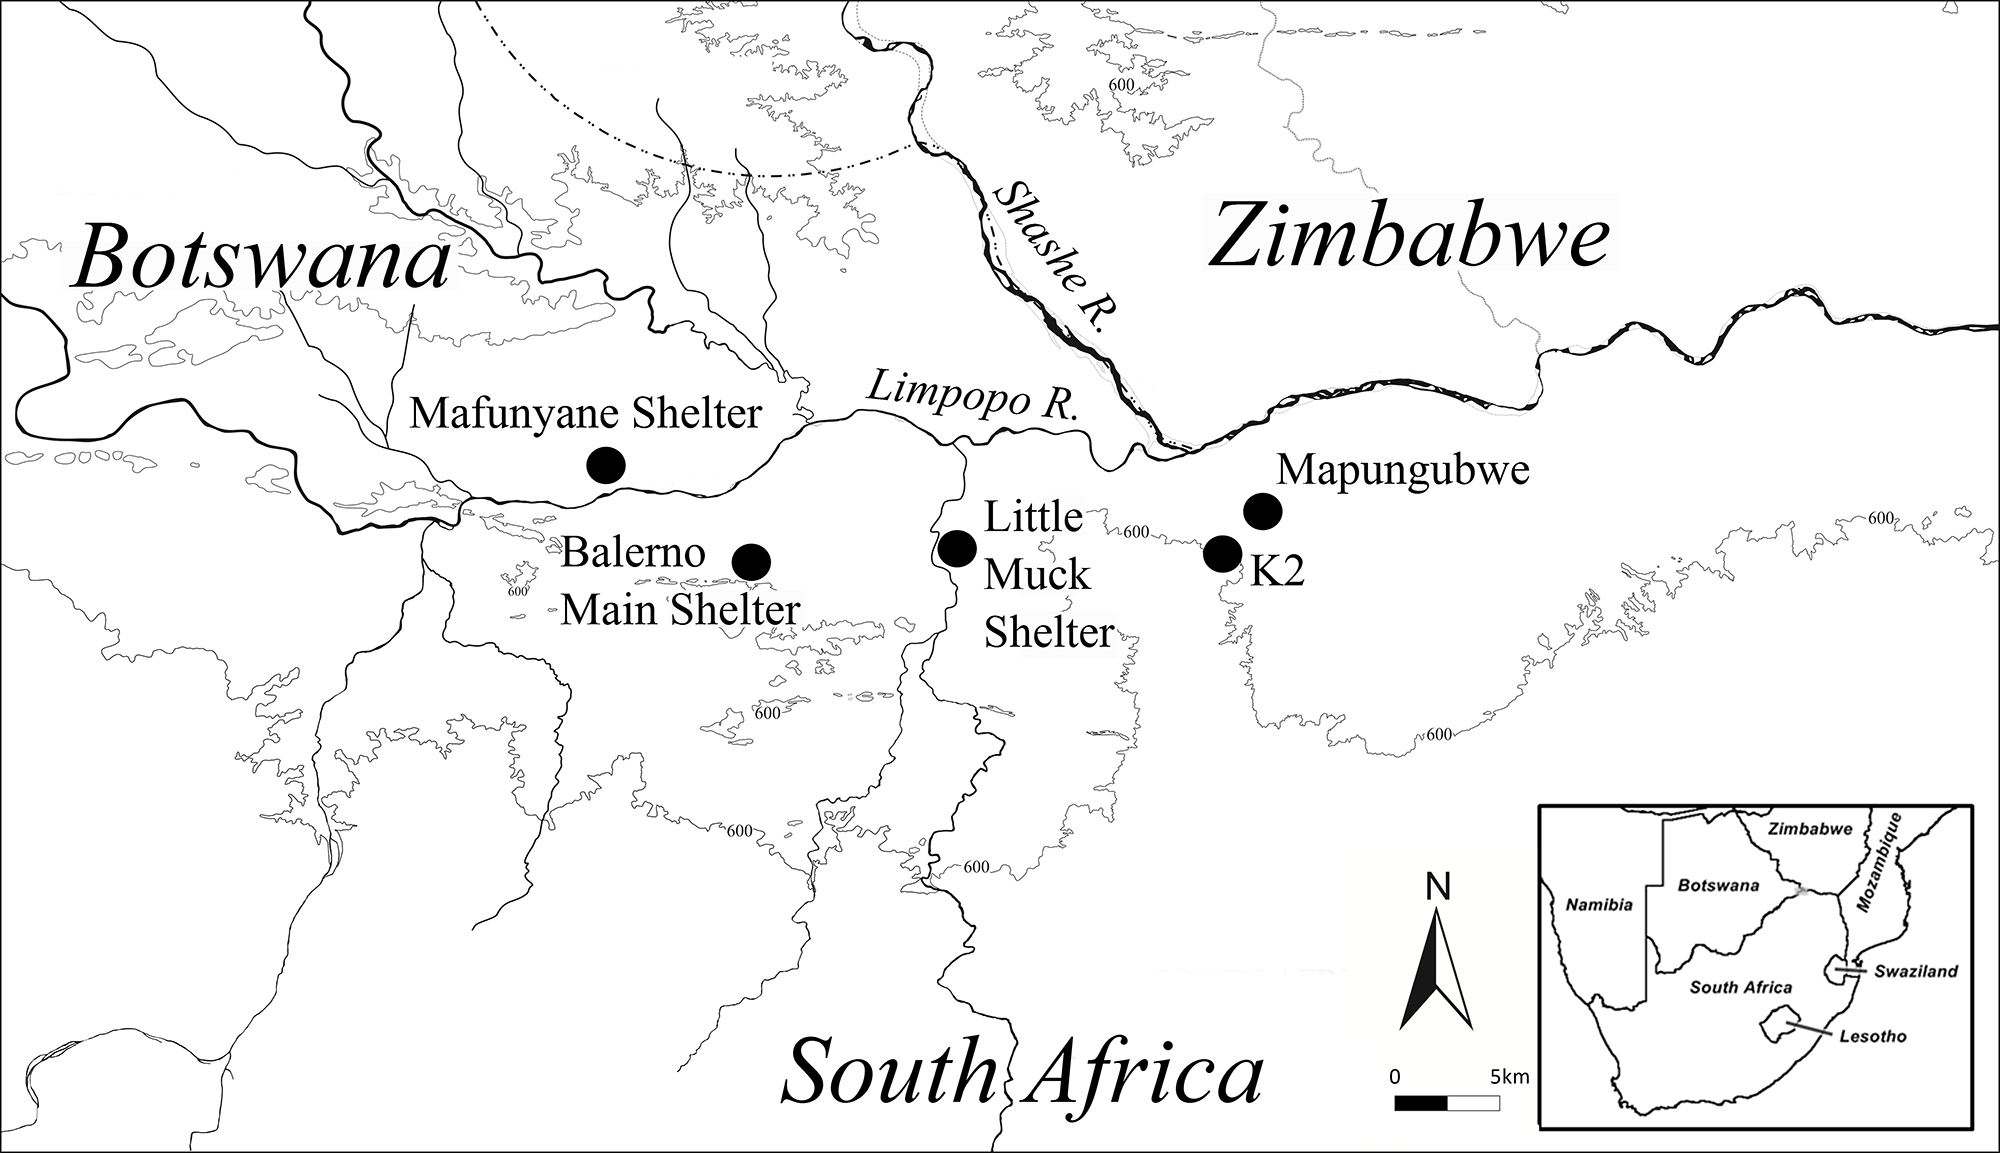 600
Shashe R.
Zimbabwe
Botswana
Limpopo R.
Mafunyane Shelter
Mapungubwe
Little
Muck
Shelter
600
600
K2
Balerno
Main Shelter
600
600
600
600
600
South Africa
N
0 5km
Zimbabwe
Mozambique
Botswana
Namibia
Swaziland
South Africa
Lesotho